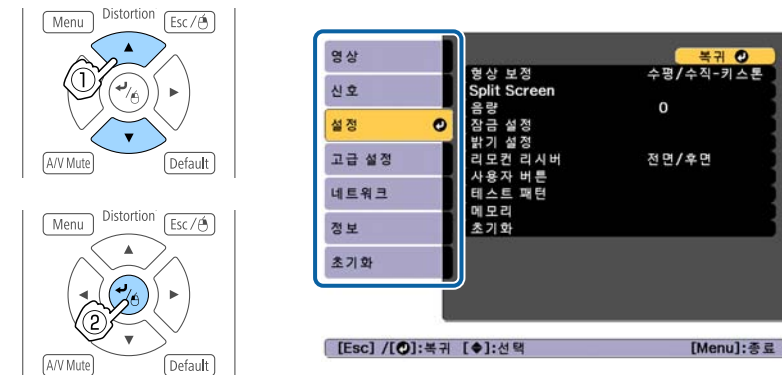 Menu
Distortion
Esc/
①
A/V Mute
Default
Menu
Distortion
Esc/
②
A/V Mute
Default
영상
신호
설정
고급 설정
네트워크
정보
초기화
복귀
형상 보정 수평/수직-키스톤
Split Screen
음량 0
잠금 설정
밝기 설정
리모컨 리시버 전면/후면
사용자 버튼
테스트 패턴
메모리
초기화
[Esc] /[ ]:복귀 [ ]:선택 [Menu]:종료